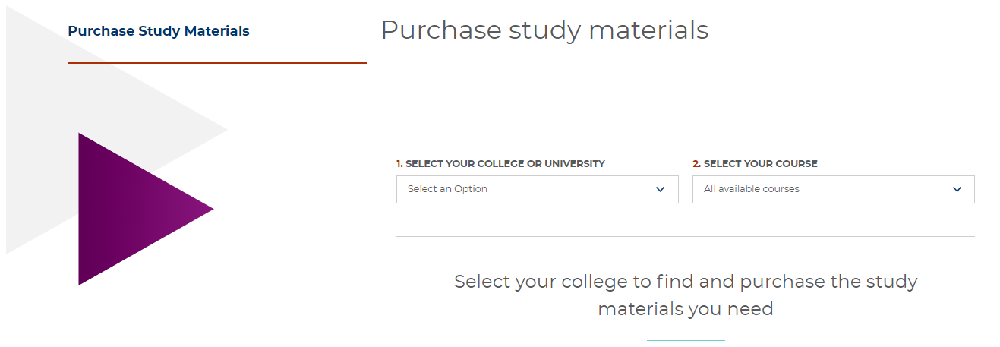 Purchase Study Materials
Purchase study materials
1. SELECT YOUR COLLEGE OR UNIVERSITY
Select an Option
2. SELECT YOUR COURSE
All available courses
Select your college to find and purchase the study
materials you need